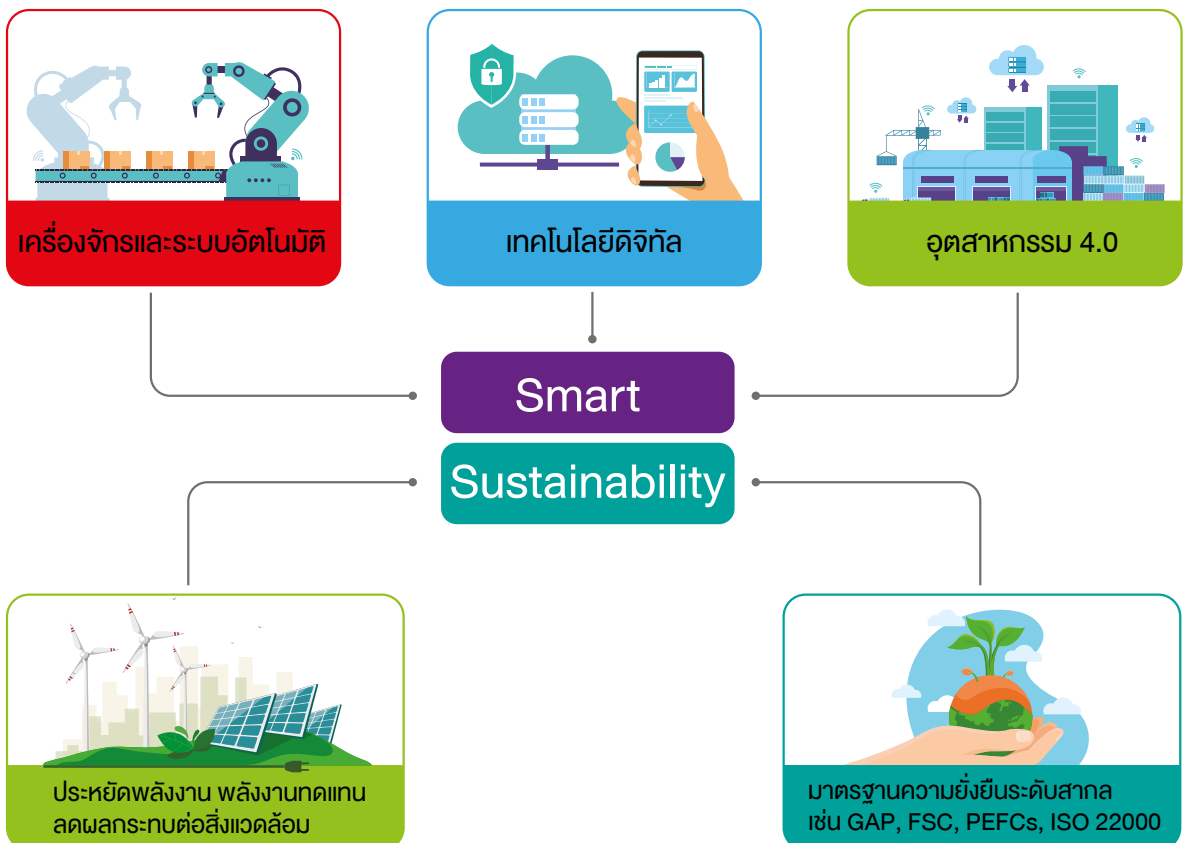 เครื่องจักรและระบบอัตโนมัติ
เทคโนโลยีดิจิทัล
อุตสาหกรรม 4.0
Smart
Sustainability
ประหยัดพลังงาน พลังงานทดแทน
ลดผลกระทบต่อสิ่งแวดล้อม
มาตรฐานความยั่งยืนระดับสากล
เช่น GAP, FSC, PEFCs, ISO 22000